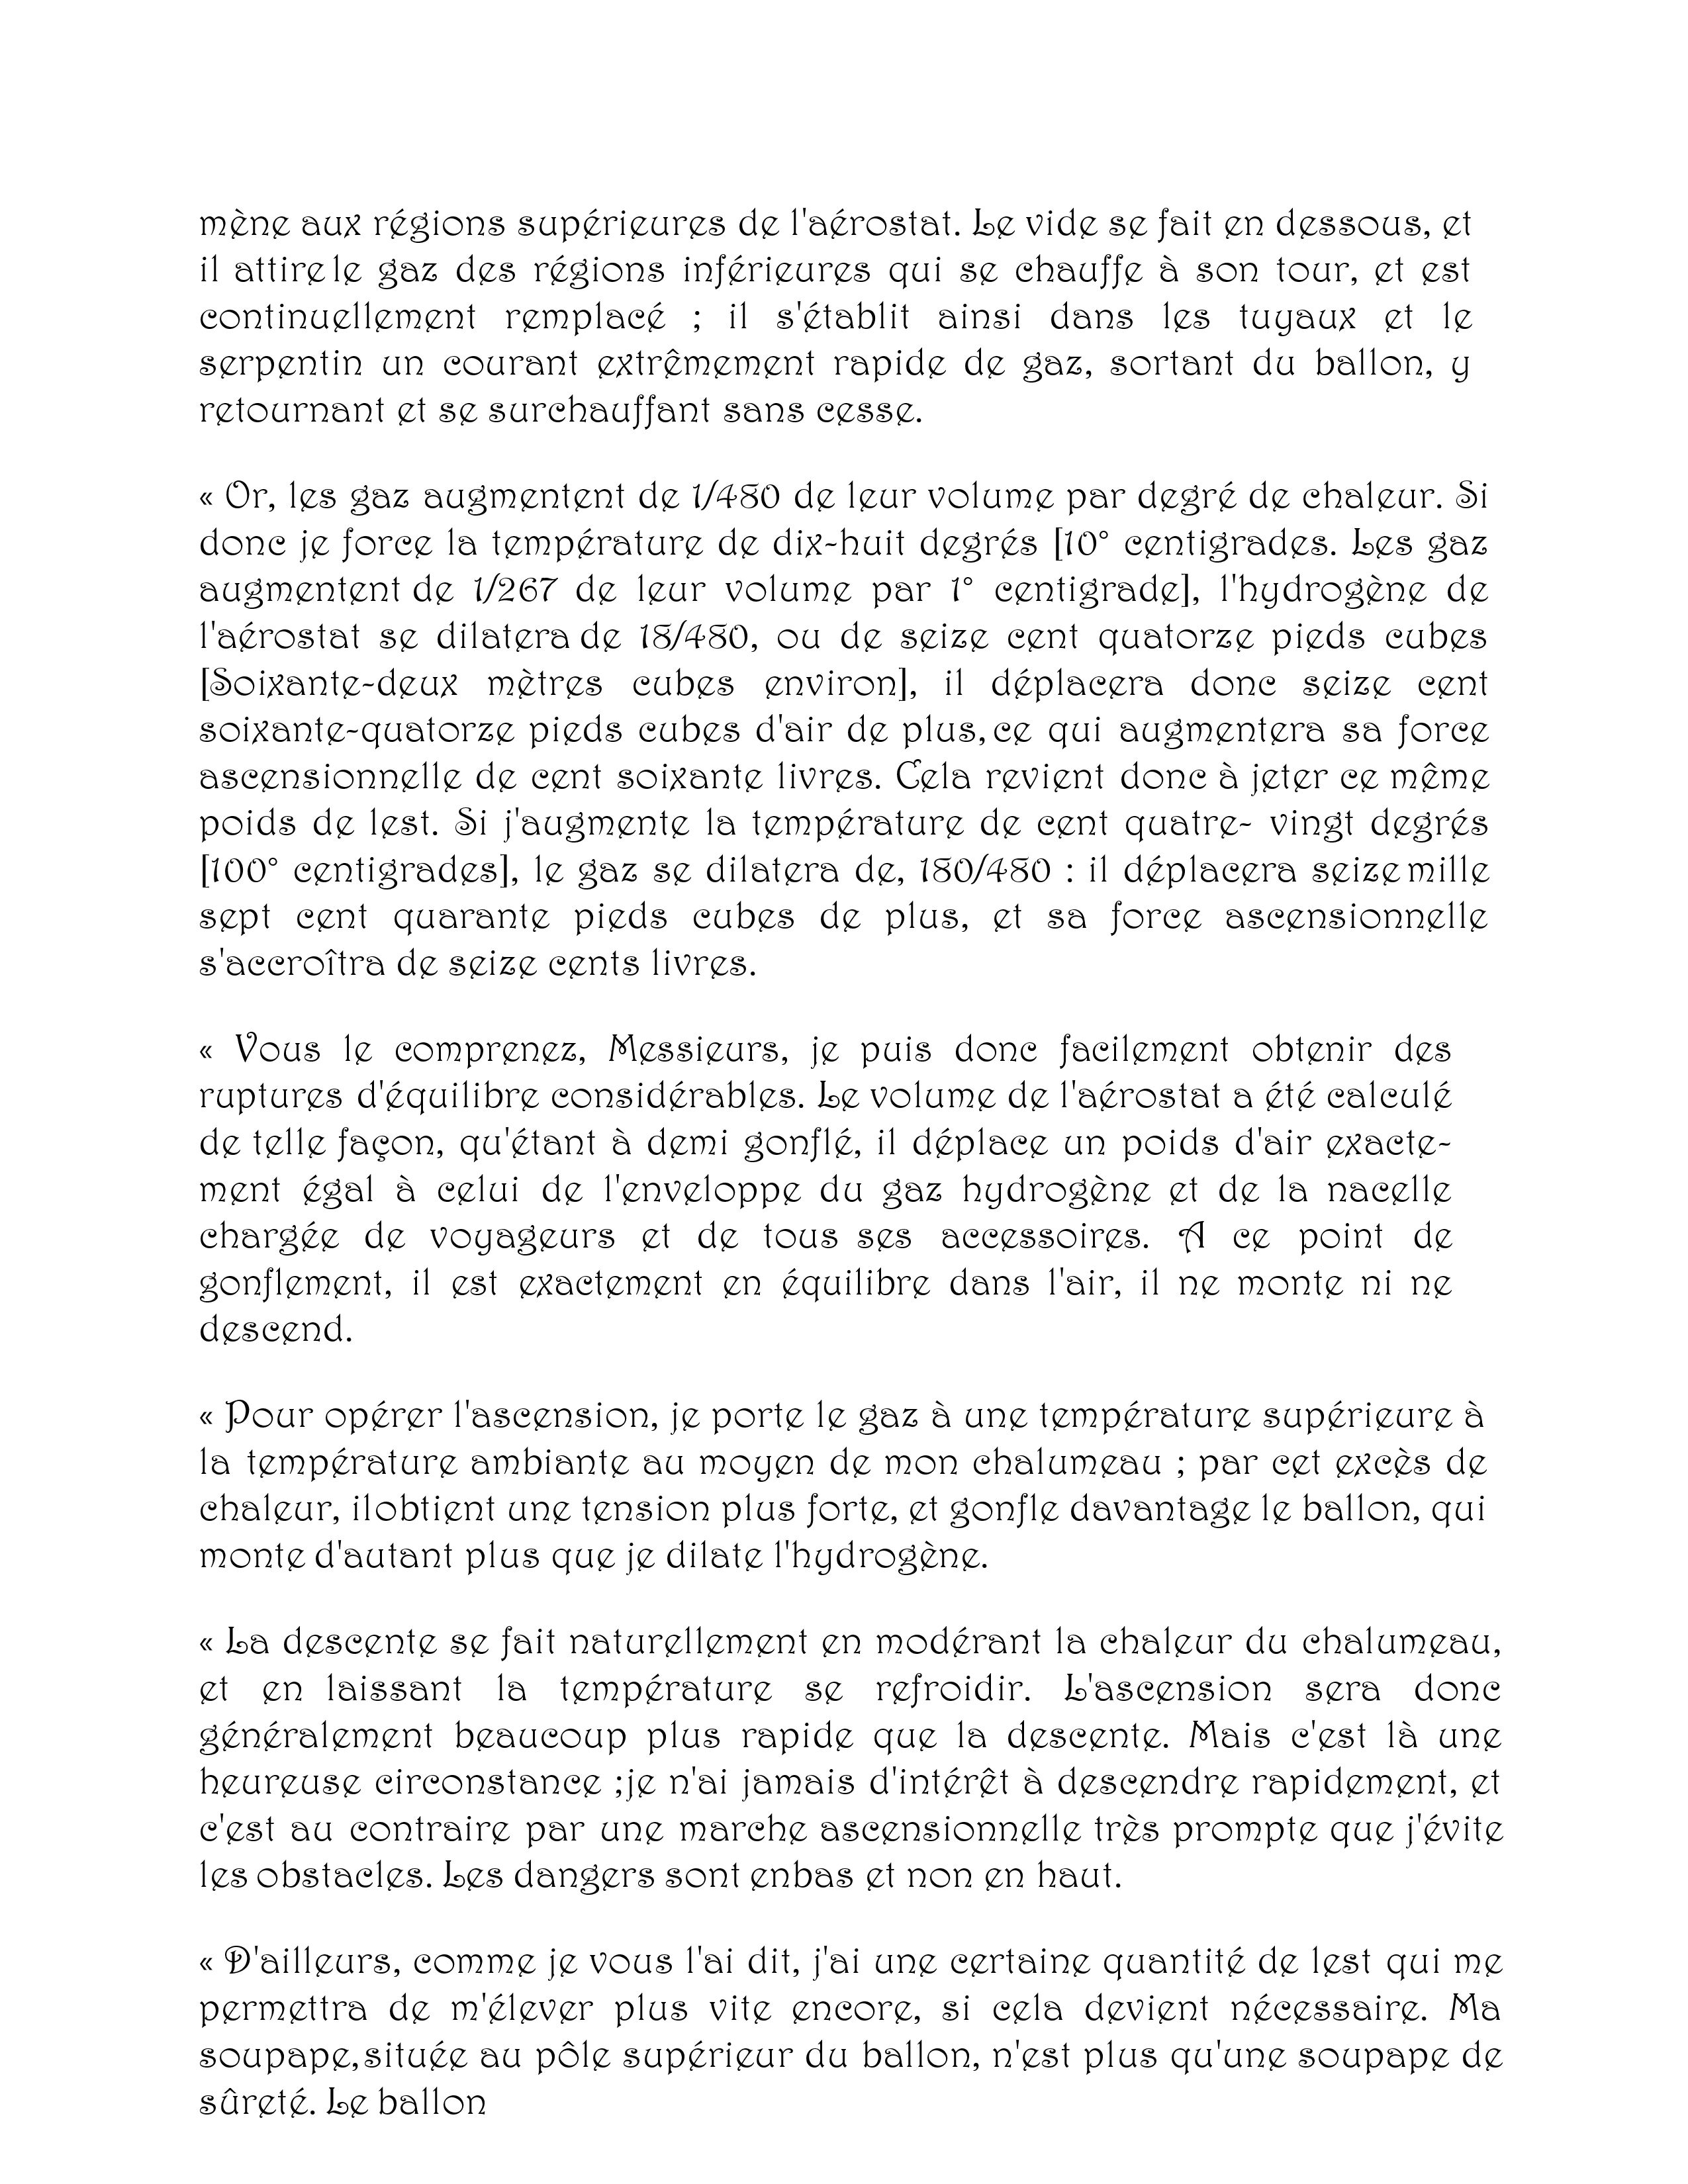 mène aux régions supérieures de l'aérostat. Le vide se fait en dessous, et
il attire le gaz des régions inférieures qui se chauffe à son tour, et est
continuellement remplacé ; il s'établit ainsi dans les tuyaux et le
serpentin un courant extrêmement rapide de gaz, sortant du ballon, y
retournant et se surchauffant sans cesse.
« Or, les gaz augmentent de 1/480 de leur volume par degré de chaleur. Si
donc je force la température de dix-huit degrés [10° centigrades. Les gaz
augmentent de 1/267 de leur volume par 1° centigrade], l'hydrogène de
l'aérostat se dilatera de 18/480, ou de seize cent quatorze pieds cubes
[Soixante-deux mètres cubes environ], il déplacera donc seize cent
soixante-quatorze pieds cubes d'air de plus, ce qui augmentera sa force
ascensionnelle de cent soixante livres. Cela revient donc à jeter ce même
poids de lest. Si j'augmente la température de cent quatre- vingt degrés
[100° centigrades], le gaz se dilatera de, 180/480 : il déplacera seize mille
sept cent quarante pieds cubes de plus, et sa force ascensionnelle
s'accroîtra de seize cents livres.
« Vous le comprenez, Messieurs, je puis donc facilement obtenir des
ruptures d'équilibre considérables. Le volume de l'aérostat a été calculé
de telle façon, qu'étant à demi gonflé, il déplace un poids d'air exacte-
ment égal à celui de l'enveloppe du gaz hydrogène et de la nacelle
chargée de voyageurs et de tous ses accessoires. A ce point de
gonflement, il est exactement en équilibre dans l'air, il ne monte ni ne
descend.
« Pour opérer l'ascension, je porte le gaz à une température supérieure à
la température ambiante au moyen de mon chalumeau ; par cet excès de
chaleur, ilobtient une tension plus forte, et gonfle davantage le ballon, qui
monte d'autant plus que je dilate l'hydrogène.
« La descente se fait naturellement en modérant la chaleur du chalumeau,
et en laissant la température se refroidir. L'ascension sera donc
généralement beaucoup plus rapide que la descente. Mais c'est là une
heureuse circonstance ;je n'ai jamais d'intérêt à descendre rapidement, et
c'est au contraire par une marche ascensionnelle très prompte que j'évite
les obstacles. Les dangers sont enbas et non en haut.
« D'ailleurs, comme je vous l'ai dit, j'ai une certaine quantité de lest qui me
permettra de m'élever plus vite encore, si cela devient nécessaire. Ma
soupape,située au pôle supérieur du ballon, n'est plus qu'une soupape de
sûreté. Le ballon